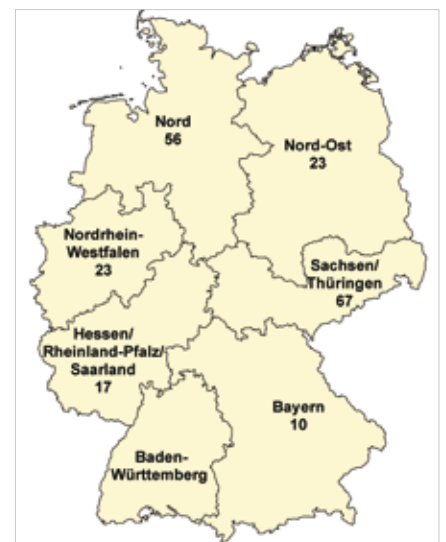 Nord
56
Nord-Ost
23
Nordrhein-
Westfalen
23
Sachsen/
Thüringen
67
Hessen/
Rheinland-Pfalz/
Saarland
17
Bayern
10
Baden-
Württemberg